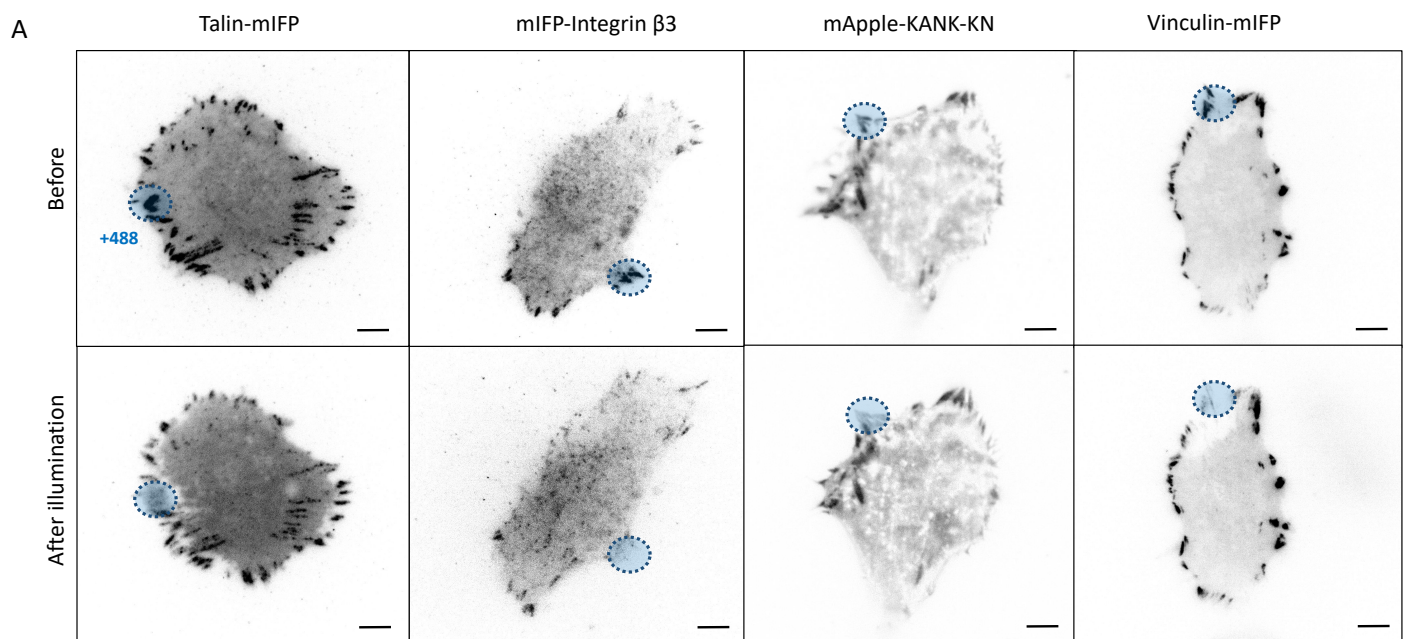 A
Talin-mIFP mIFP-Integrin β3 mApple-KANK-KN Vinculin-mIFP
Before
+488
After illumination